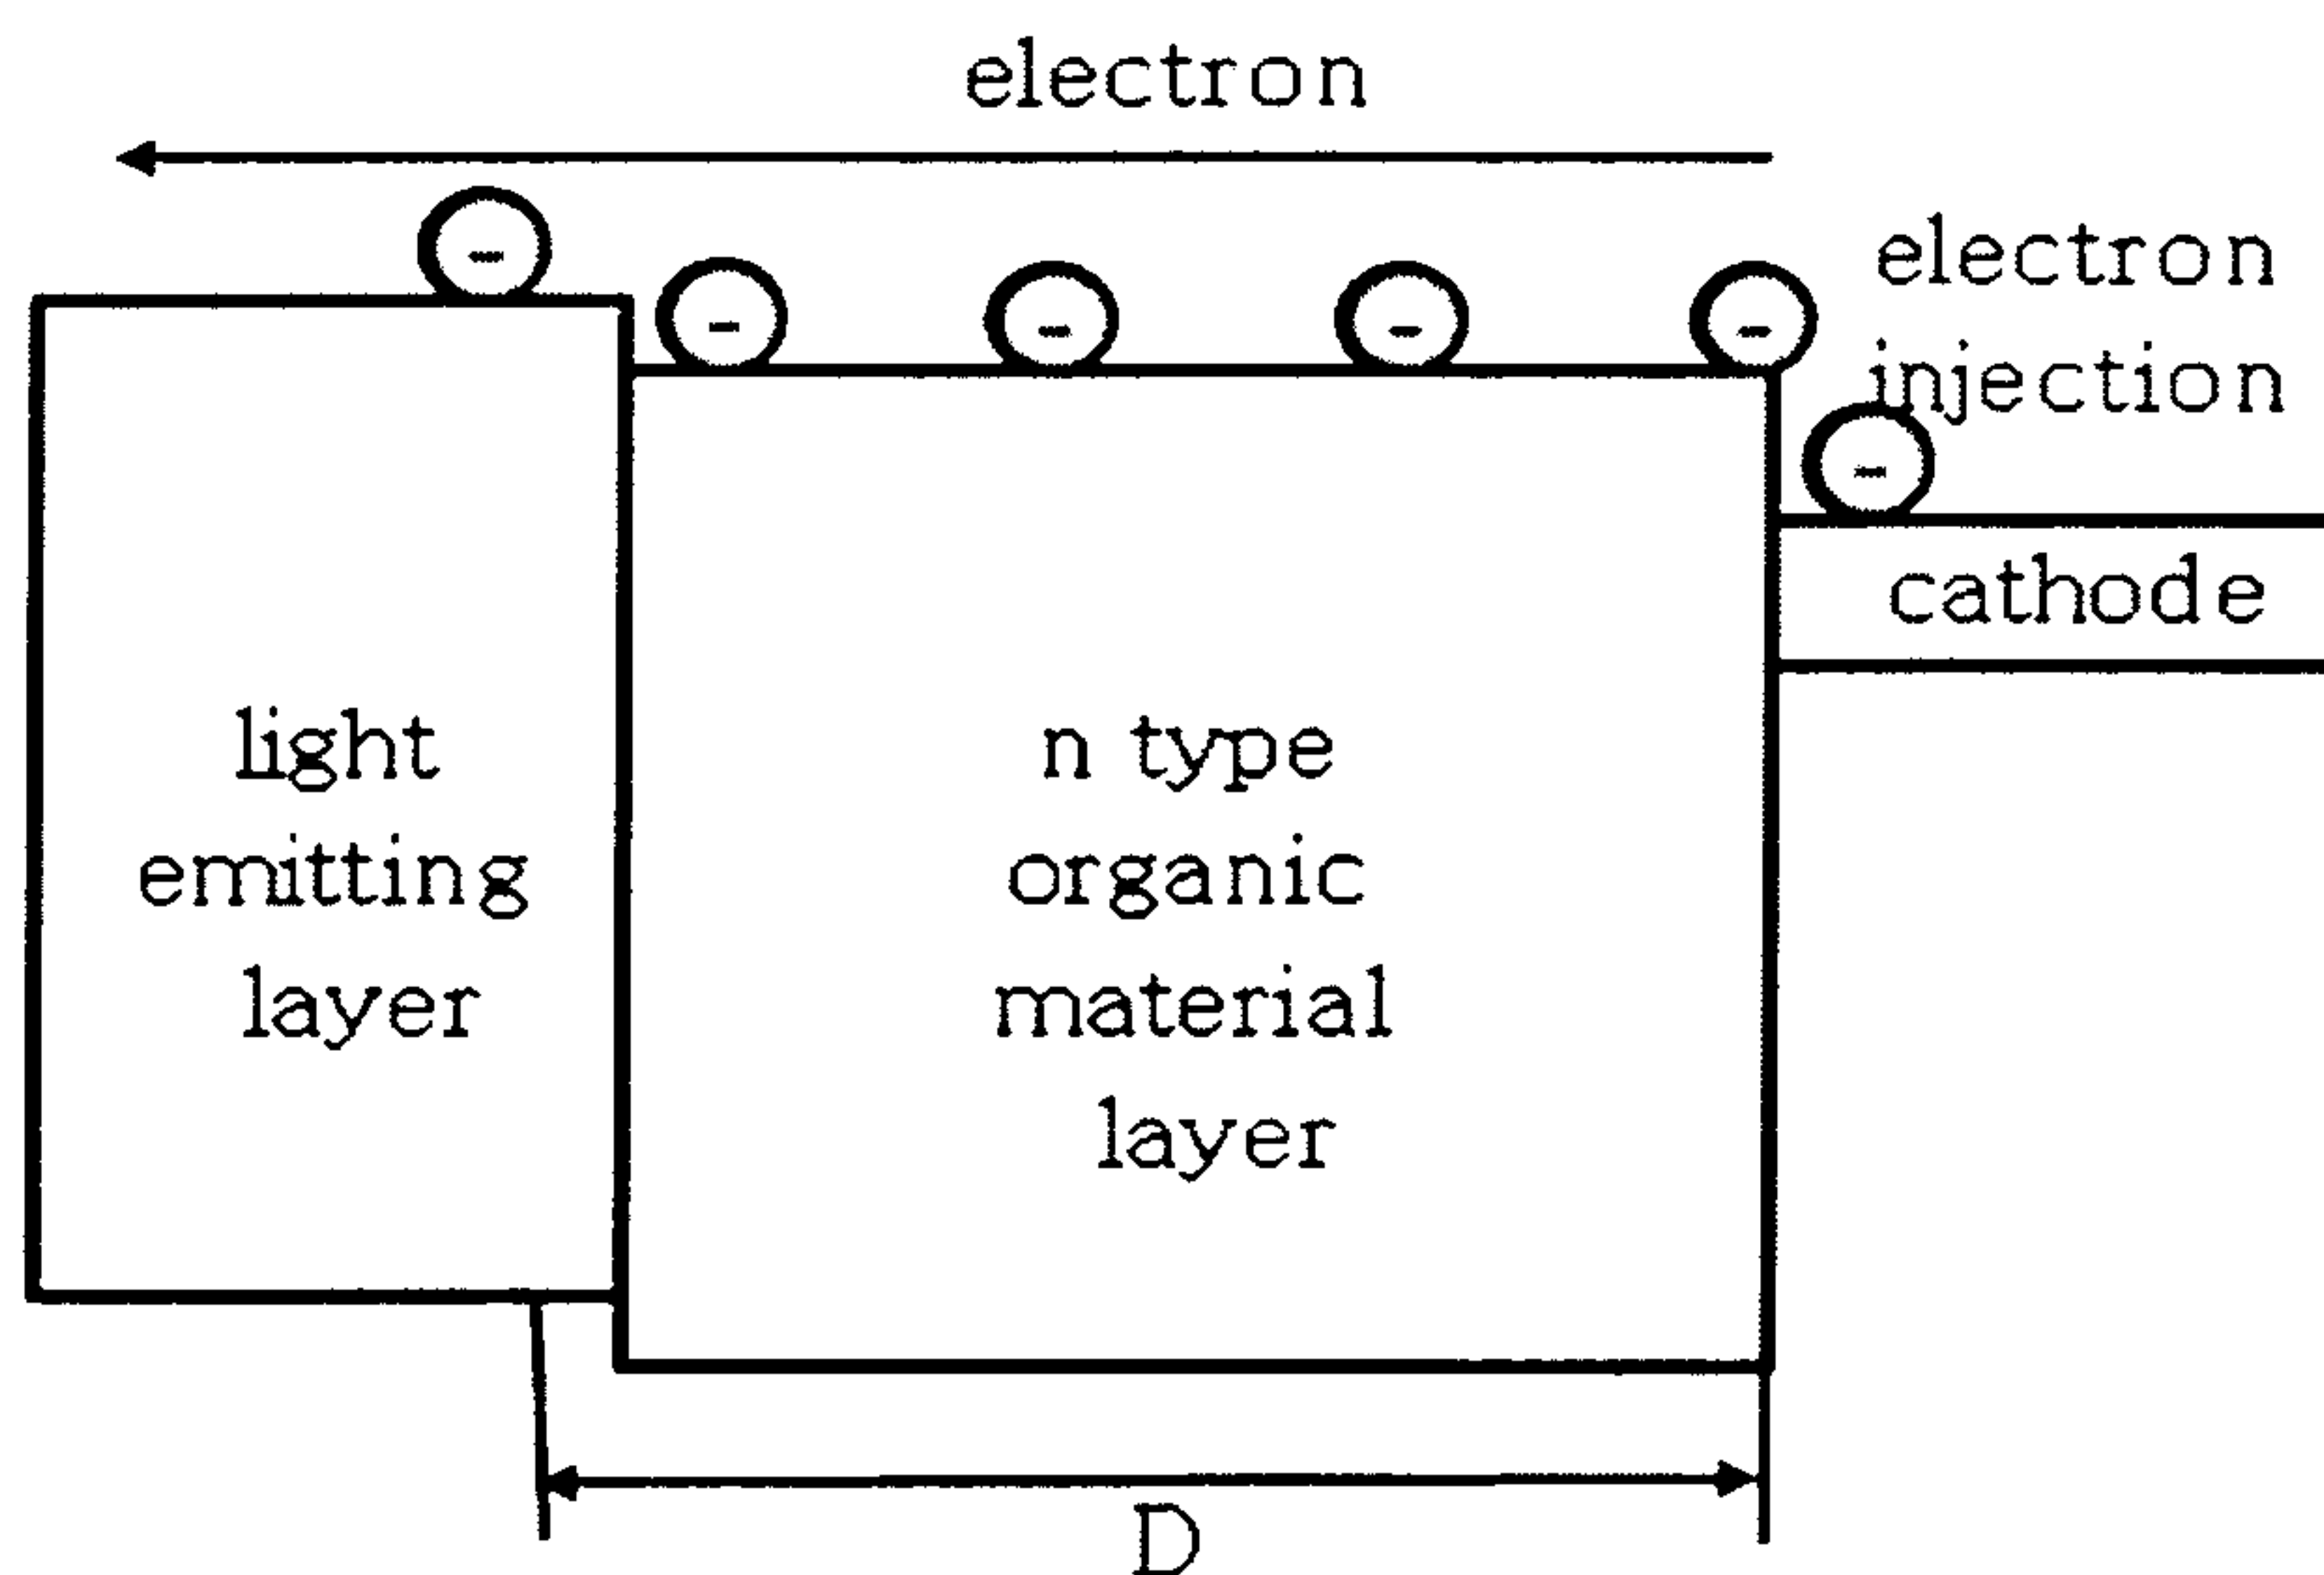 electron
electron
injection
cathode
light
emitting
layer
n type
organic
material
layer
D